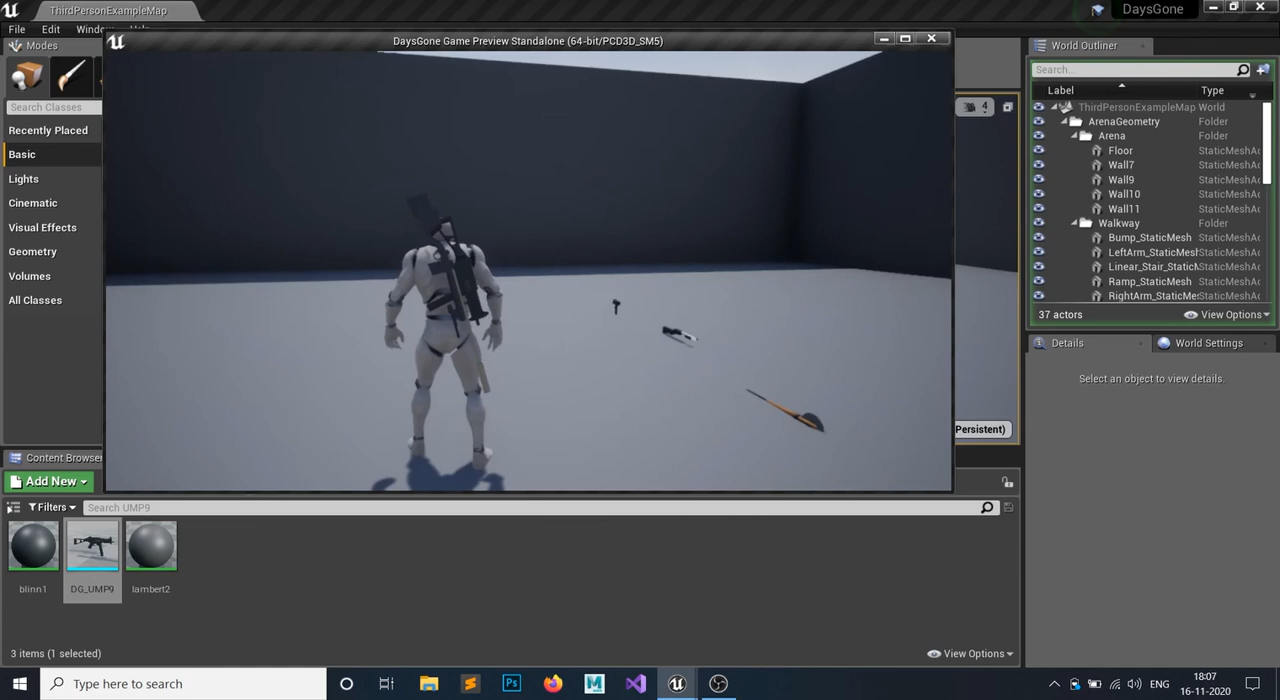 ThirdPersonExampleMap
DaysGone
File Edit
DaysGone Game Preview Standalone (64-bit/PCD3D_SM5)
Modes
World Outliner
Search...
Label Type
4
Search Classes
ThirdPersonExampleMap World
ArenaGeometry Folder
Recently Placed
Arena Folder
Floor StaticMeshAc
Basic
Wall7 StaticMeshAc
Lights
Wall9 StaticMeshAc
Wall10 StaticMeshAc
Cinematic
Wall11 StaticMeshAc
Visual Effects
Walkway Folder
Bump_StaticMesh StaticMeshAc
Geometry
LeftArm_StaticMesh StaticMeshAc
Linear_Stair_StaticM StaticMeshAc
Volumes
Ramp_StaticMesh StaticMeshAc
All Classes
RightArm_StaticMes StaticMeshAc
37 actors View Options
Details World Settings
Select an object to view details.
Persistent)
Content Browser
Add New
Filters Search UMP9
blinn1 DG_UMP9 lambert2
3 items (1 selected) View Options
Type here to search
Ps
M
ENG
18:07
16-11-2020